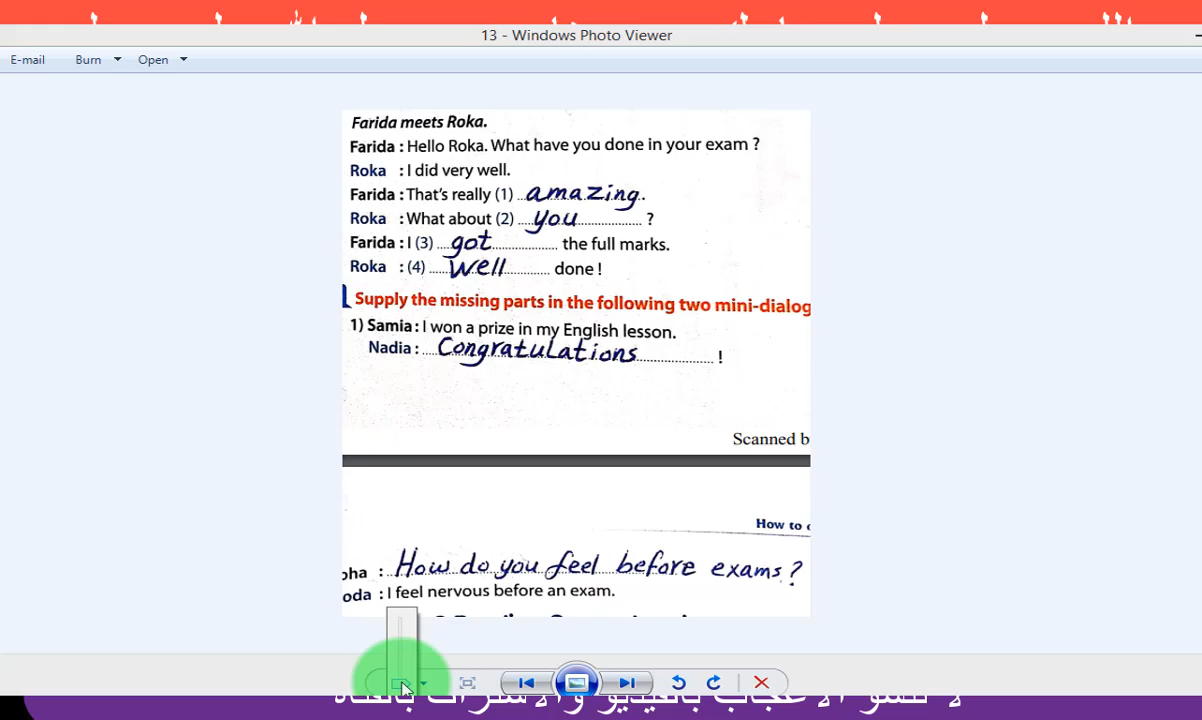 13 - Windows Photo Viewer
E-mail Burn Open
Farida meets Roka.
Farida : Hello Roka. What have you done in your exam ?
Roka : I did very well.
Farida : That's really (1) amazing.
Roka : What about (2) you ?
Farida : I (3) got the full marks.
Roka : (4) well done !
Supply the missing parts in the following two mini-dialog
1) Samia : I won a prize in my English lesson.
Nadia : Congratulations !
Scanned b
How to
oha : How do you feel before exams?
oda : I feel nervous before an exam.